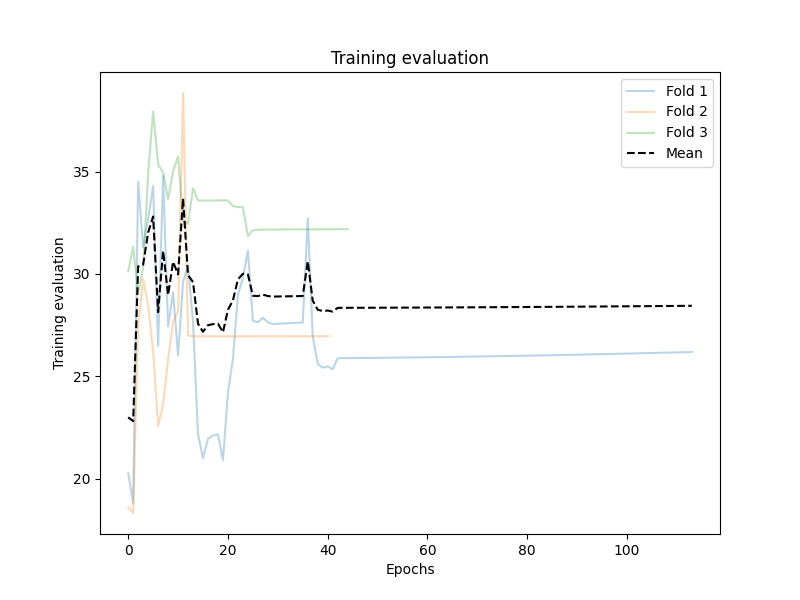 Training evaluation
Fold 1
Fold 2
Fold 3
Mean
Training evaluation
35
30
25
20
0 20 40 60 80 100
Epochs